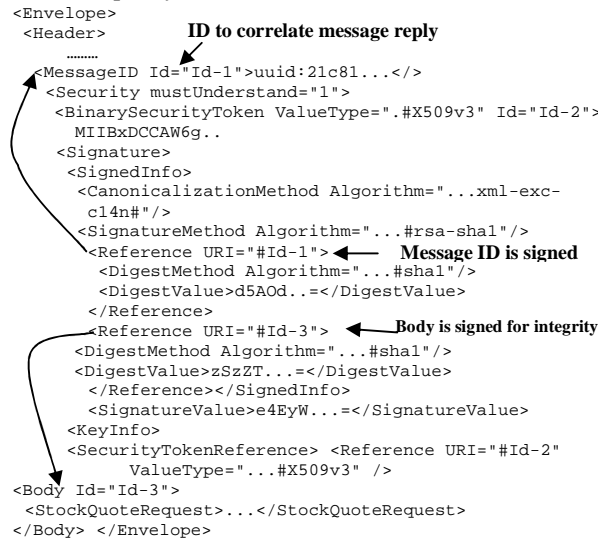 <Envelope>
<Header> ID to correlate message reply
………
<MessageID Id="Id-1">uuid:21c81...</>
<Security mustUnderstand="1">
<BinarySecurityToken ValueType=".#X509v3" Id="Id-2">
MIIBxDCCAW6g..
<Signature>
<SignedInfo>
<CanonicalizationMethod Algorithm="...xml-exc-
c14n#"/>
<SignatureMethod Algorithm="...#rsa-sha1"/>
<Reference URI="#Id-1"> Message ID is signed
<DigestMethod Algorithm="...#sha1"/>
<DigestValue>d5AOd..=</DigestValue>
</Reference>
<Reference URI="#Id-3"> Body is signed for integrity
<DigestMethod Algorithm="...#sha1"/>
<DigestValue>zSzZT...=</DigestValue>
</Reference></SignedInfo>
<SignatureValue>e4EyW...=</SignatureValue>
<KeyInfo>
<SecurityTokenReference> <Reference URI="#Id-2"
ValueType="...#X509v3" />
<Body Id="Id-3">
<StockQuoteRequest>...</StockQuoteRequest>
</Body> </Envelope>